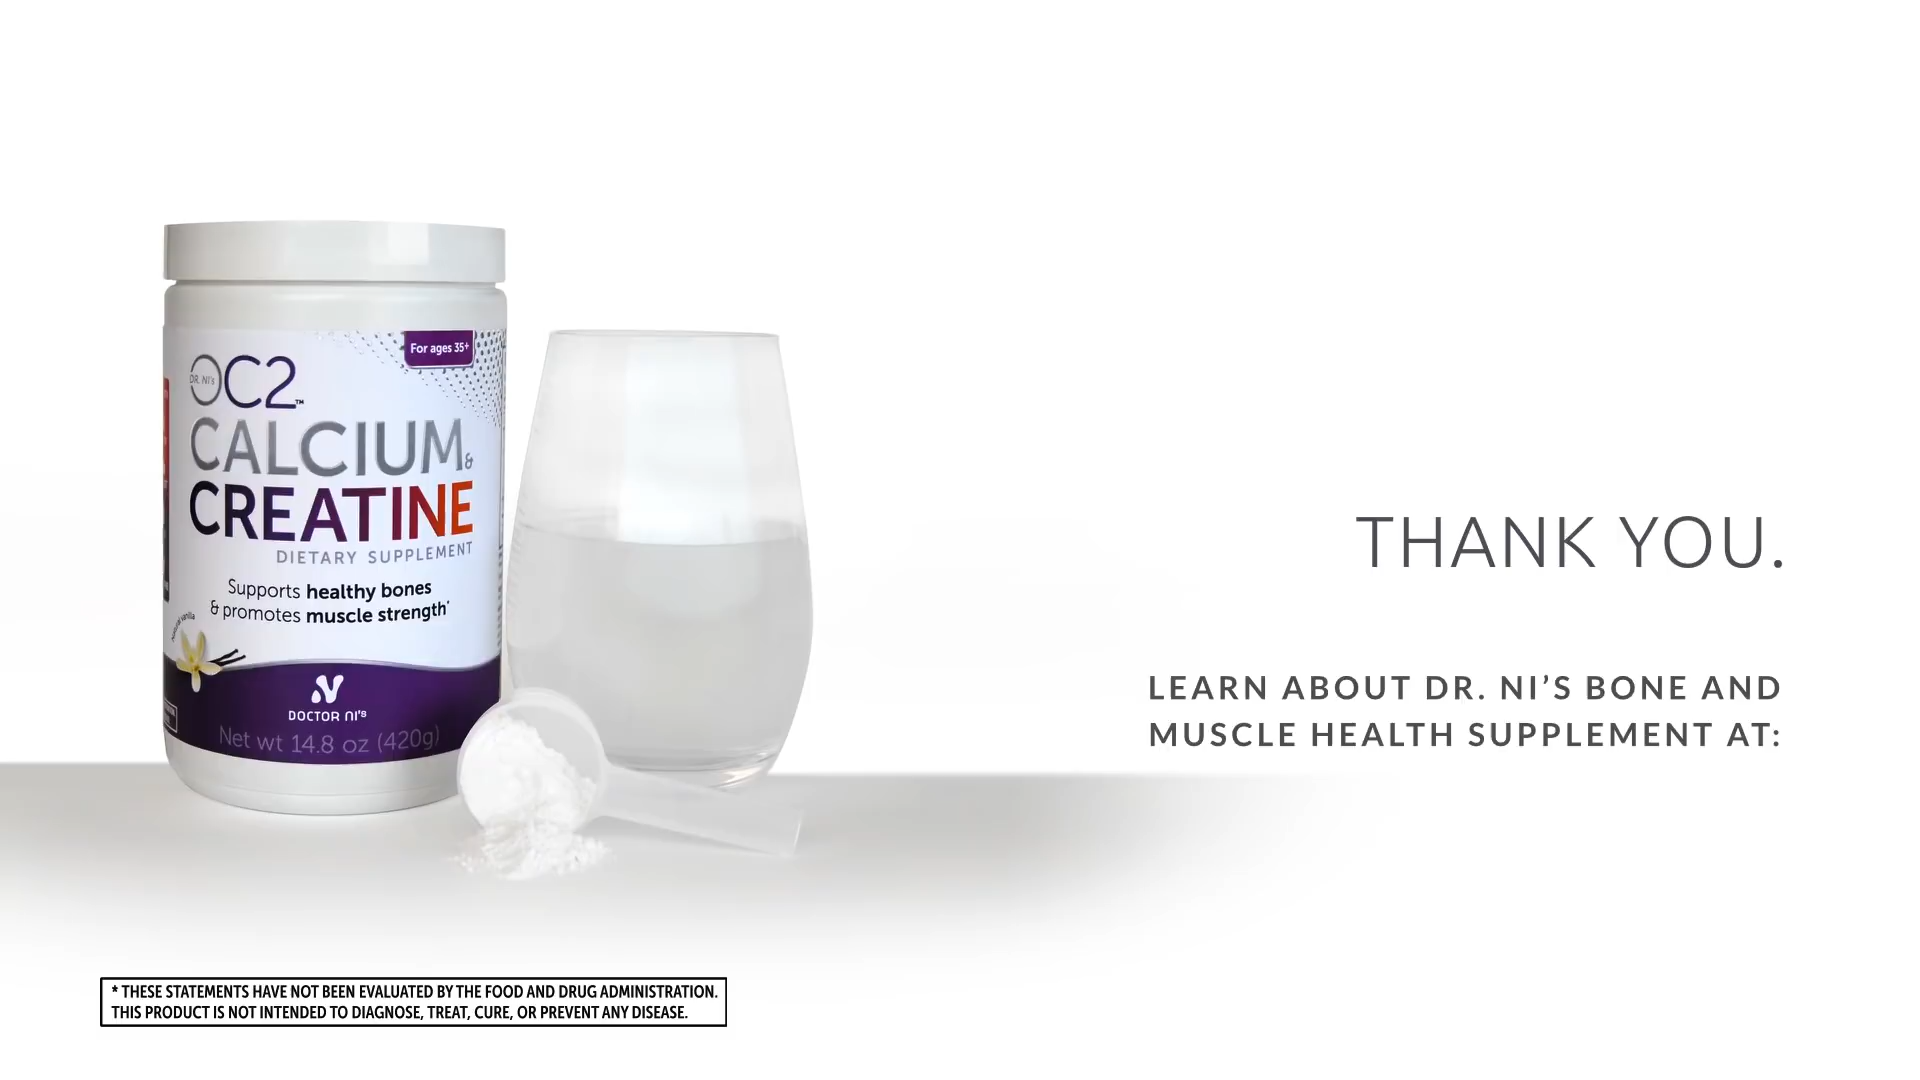 For ages 35+
DR. NI's
OC2™
CALCIUM &
CREATINE
DIETARY SUPPLEMENT
Supports healthy bones
& promotes muscle strength*
Natural vanilla
DOCTOR NI's
Net wt 14.8 oz (420g)
THANK YOU.
LEARN ABOUT DR. NI’S BONE AND
MUSCLE HEALTH SUPPLEMENT AT:
* THESE STATEMENTS HAVE NOT BEEN EVALUATED BY THE FOOD AND DRUG ADMINISTRATION.
THIS PRODUCT IS NOT INTENDED TO DIAGNOSE, TREAT, CURE, OR PREVENT ANY DISEASE.